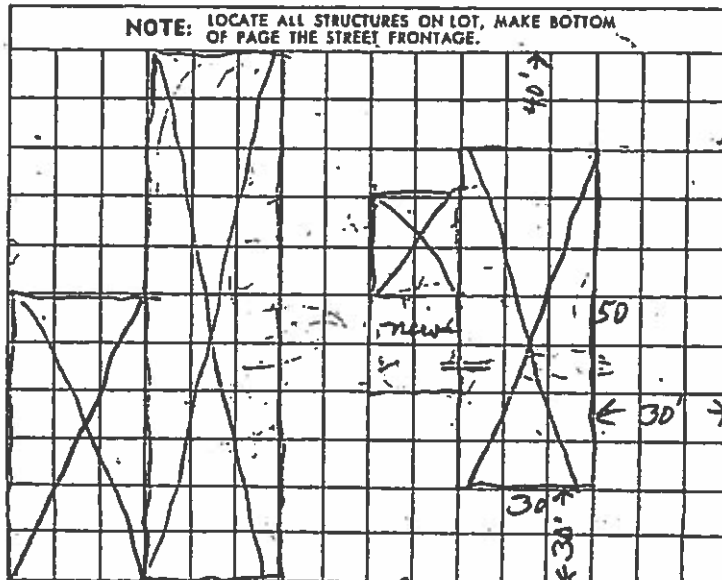 NOTE: LOCATE ALL STRUCTURES ON LOT, MAKE BOTTOM
OF PAGE THE STREET FRONTAGE.
40'
new
50
30'
30
30'